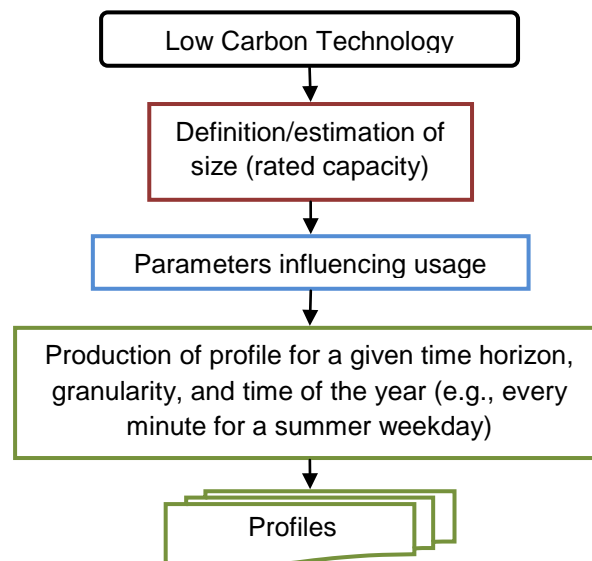 Low Carbon Technology
Definition/estimation of
size (rated capacity)
Parameters influencing usage
Production of profile for a given time horizon,
granularity, and time of the year (e.g., every
minute for a summer weekday)
Profiles